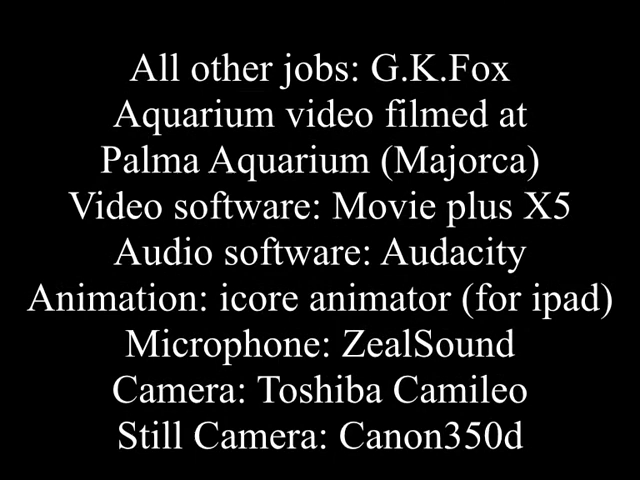 All other jobs: G.K.Fox
Aquarium video filmed at
Palma Aquarium (Majorca)
Video software: Movie plus X5
Audio software: Audacity
Animation: icore animator (for ipad)
Microphone: ZealSound
Camera: Toshiba Camileo
Still Camera: Canon350d